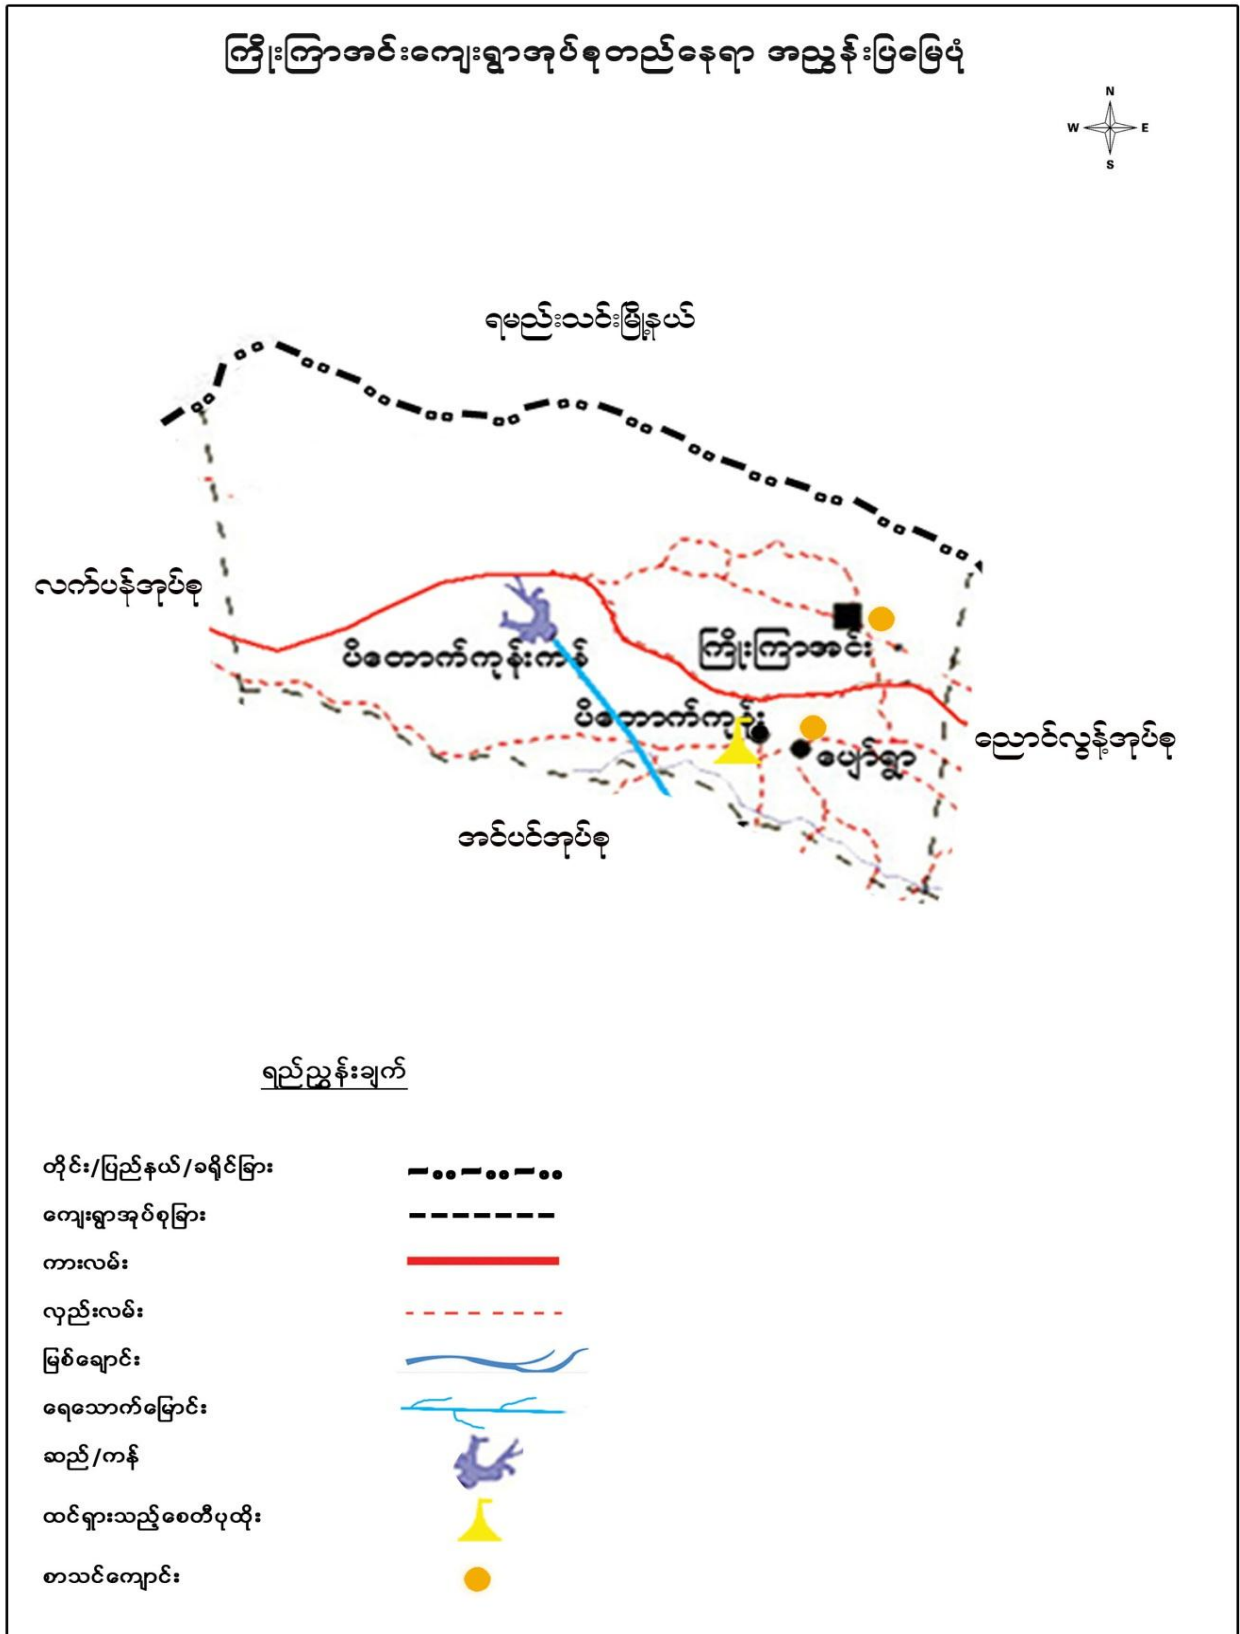 ကြိုးကြာအင်းကျေးရွာအုပ်စုတည်နေရာ အညွှန်းပြမြေပုံ
N
W E
S
ရမည်းသင်းမြို့နယ်
လက်ပန်အုပ်စု
ပိတောက်ကုန်းကန်
ကြိုးကြာအင်း
ပိတောက်ကုန်း
ပျော်ရွာ
ညောင်လွန့်အုပ်စု
အင်ပင်အုပ်စု
ရည်ညွှန်းချက်
တိုင်း/ပြည်နယ်/ခရိုင်ခြား
ကျေးရွာအုပ်စုခြား
ကားလမ်း
လှည်းလမ်း
မြစ်ချောင်း
ရေသောက်မြောင်း
ဆည်/ကန်
ထင်ရှားသည့်စေတီပုထိုး
စာသင်ကျောင်း